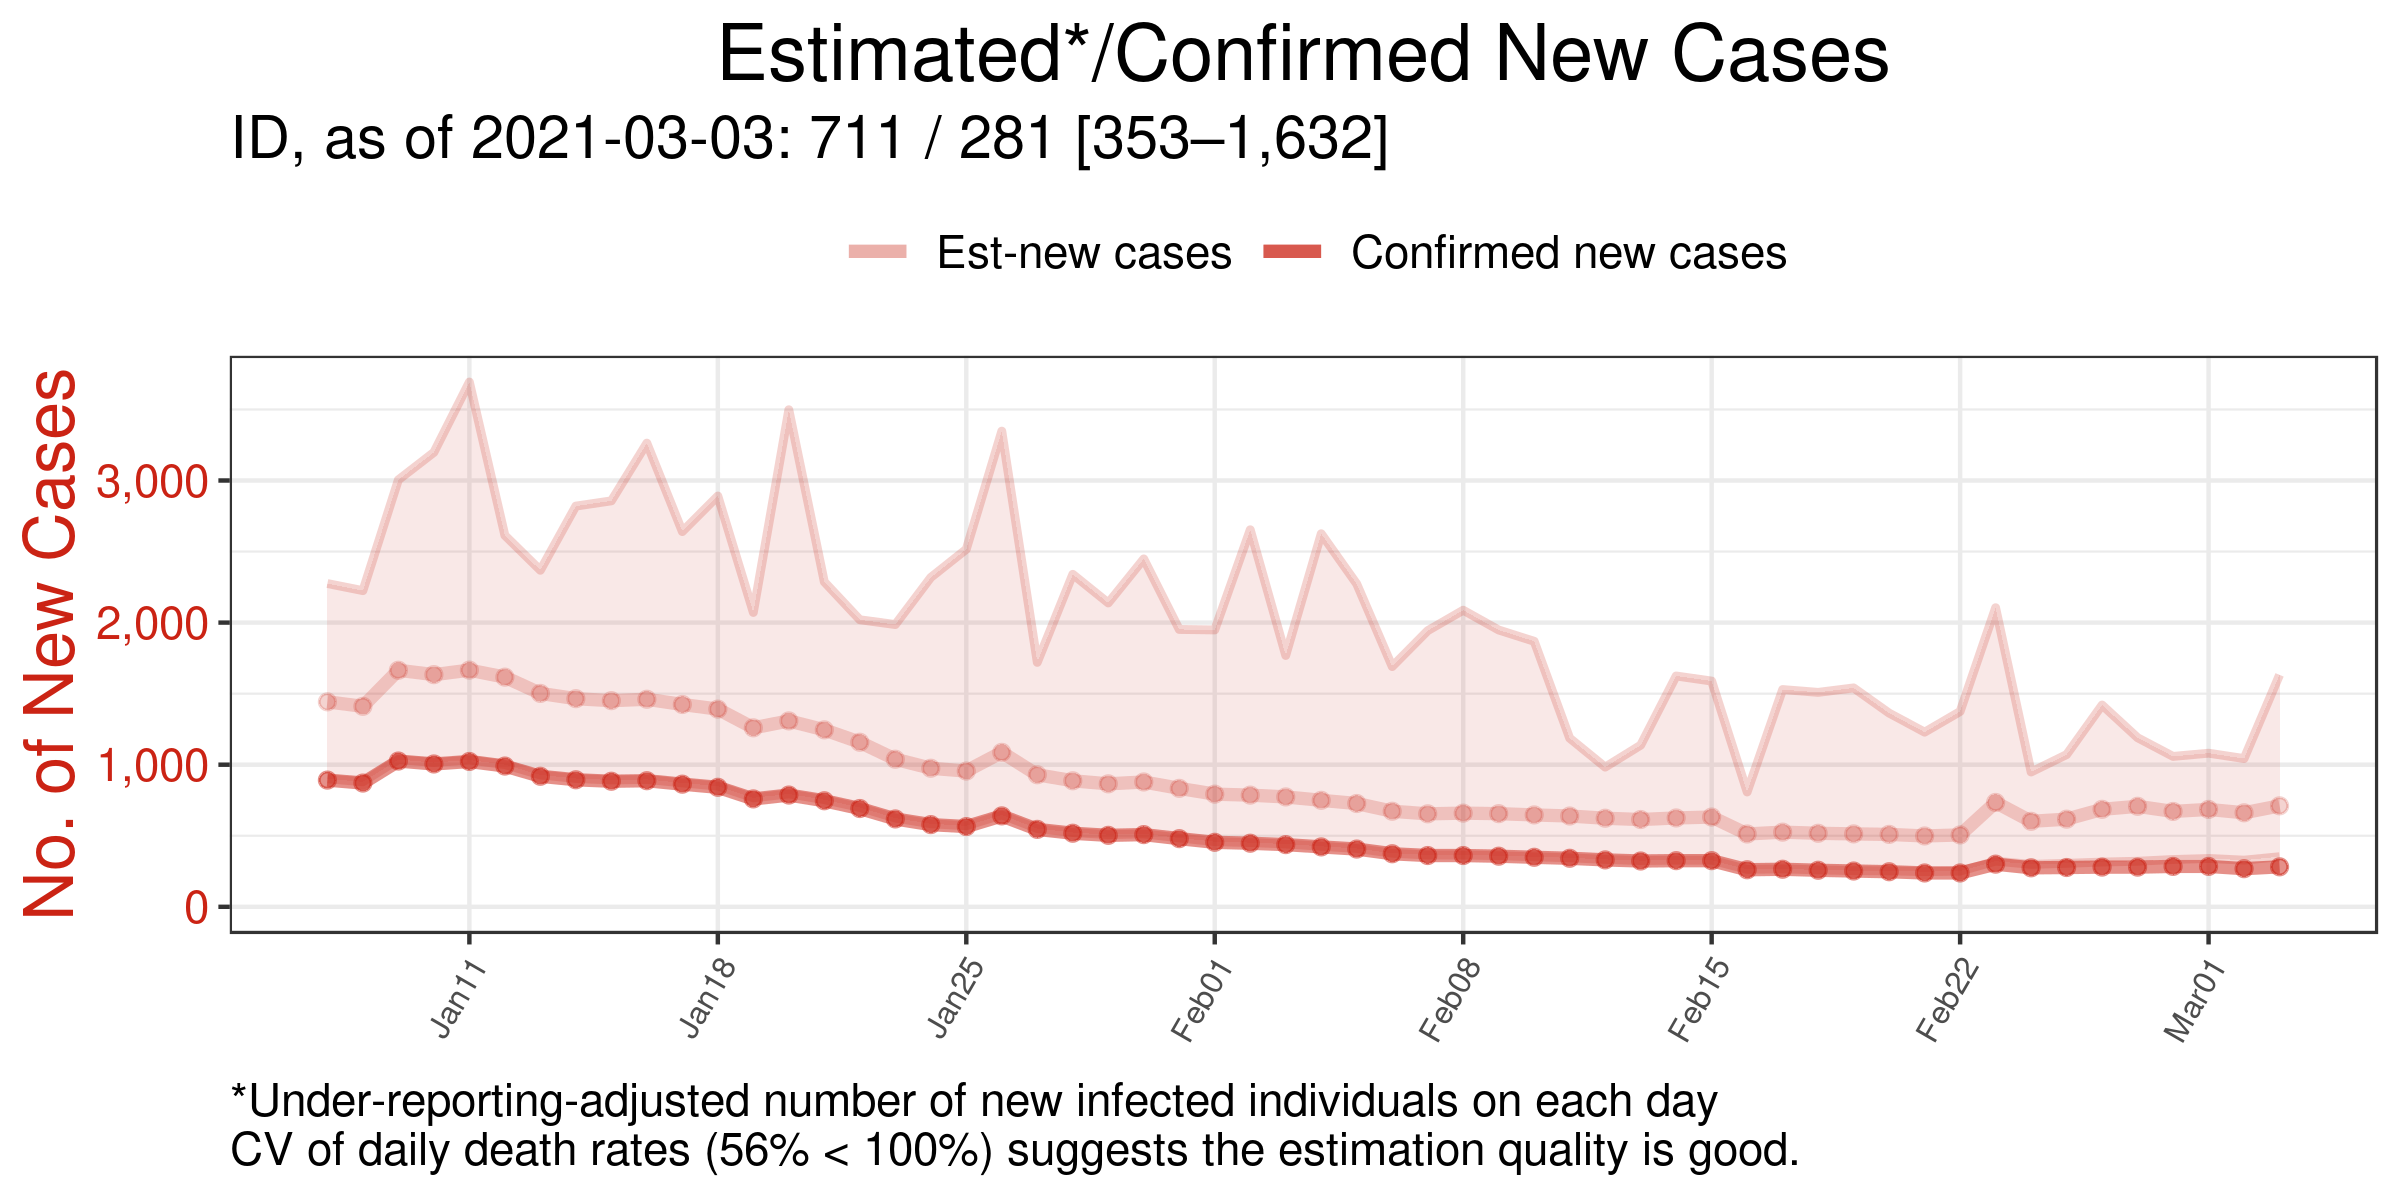 Estimated*/Confirmed New Cases
ID, as of 2021-03-03: 711 / 281 [353–1,632]
Est-new cases Confirmed new cases
No. of New Cases
3,000
2,000
1,000
0
Jan11 Jan18 Jan25 Feb01 Feb08 Feb15 Feb22 Mar01
*Under-reporting-adjusted number of new infected individuals on each day
CV of daily death rates (56% < 100%) suggests the estimation quality is good.